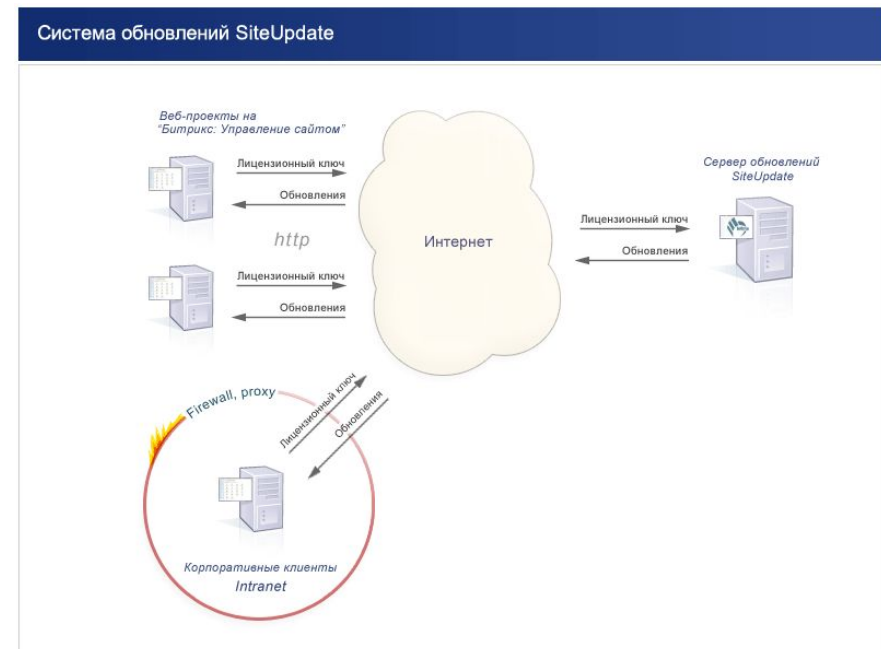 Система обновлений SiteUpdate
Веб-проекты на
"Битрикс: Управление сайтом"
Лицензионный ключ
Обновления
http
Лицензионный ключ
Обновления
Интернет
Сервер обновлений
SiteUpdate
Лицензионный ключ
Обновления
Firewall, proxy
Лицензионный ключ
Обновления
Корпоративные клиенты
Intranet